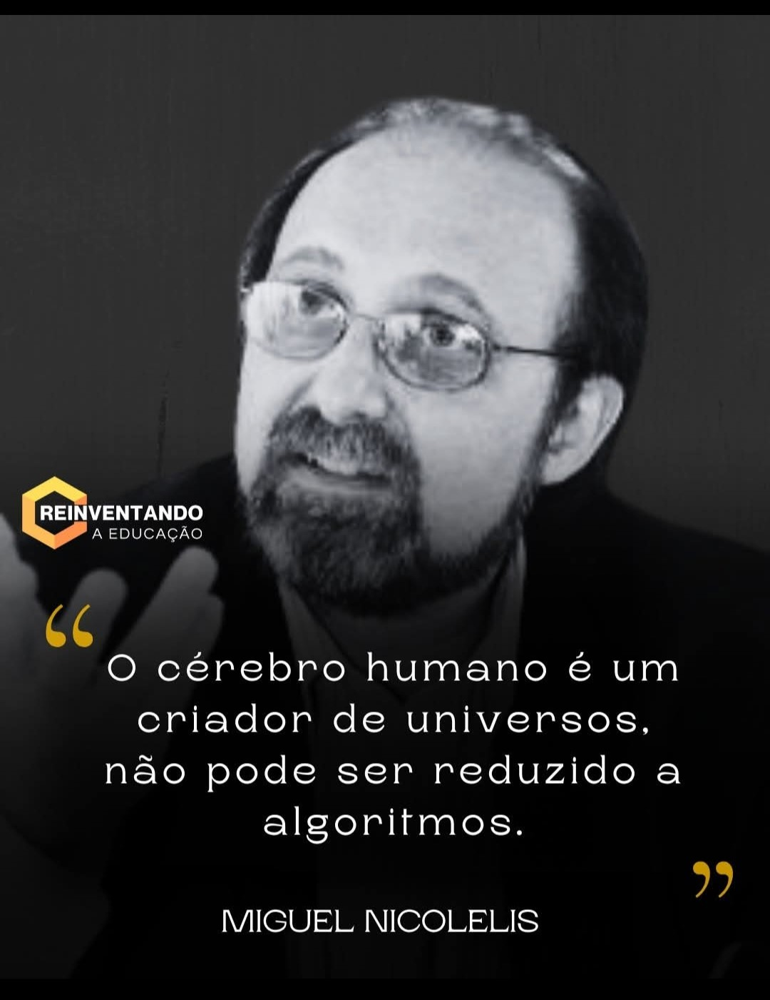 REINVENTANDO
A EDUCAÇÃO
“
O cérebro humano é um
criador de universos,
não pode ser reduzido a
algoritmos.
”
MIGUEL NICOLELIS